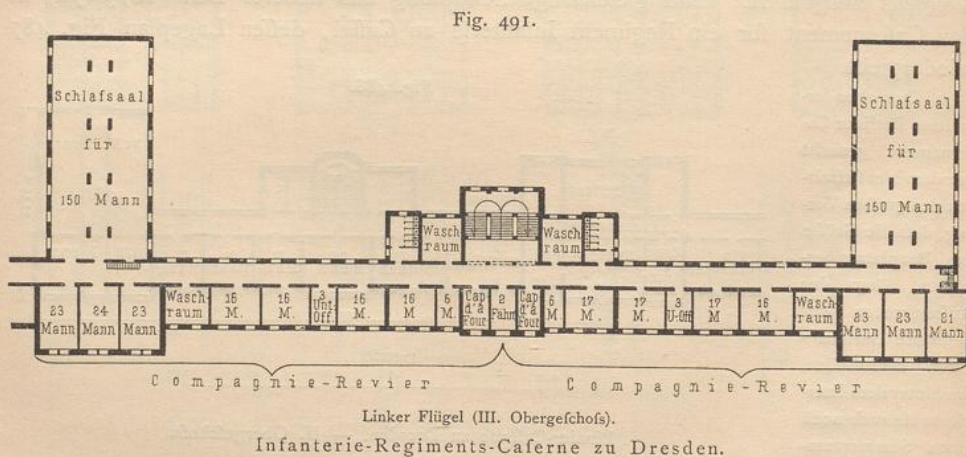 Fig. 491.
Schlafsaal
für
150 Mann
Schlafsaal
für
150 Mann
Wasch
raum
Wasch
raum
23
Mann
24
Mann
23
Mann
Wasch-
raum
16
M.
16
M.
3
Unt-
Off.
16
M.
16
M.
6
M.
Cap
d'a
Four
2
Fähn
Cap
d'a
Four
6
M
17
M.
17
M.
3
U-Off
17
M.
16
M.
Wasch
raum
23
Mann
23
Mann
21
Mann
Compagnie-Revier
Compagnie-Revier
Linker Flügel (III. Obergeſchoſs).
Infanterie-Regiments-Caſerne zu Dresden.